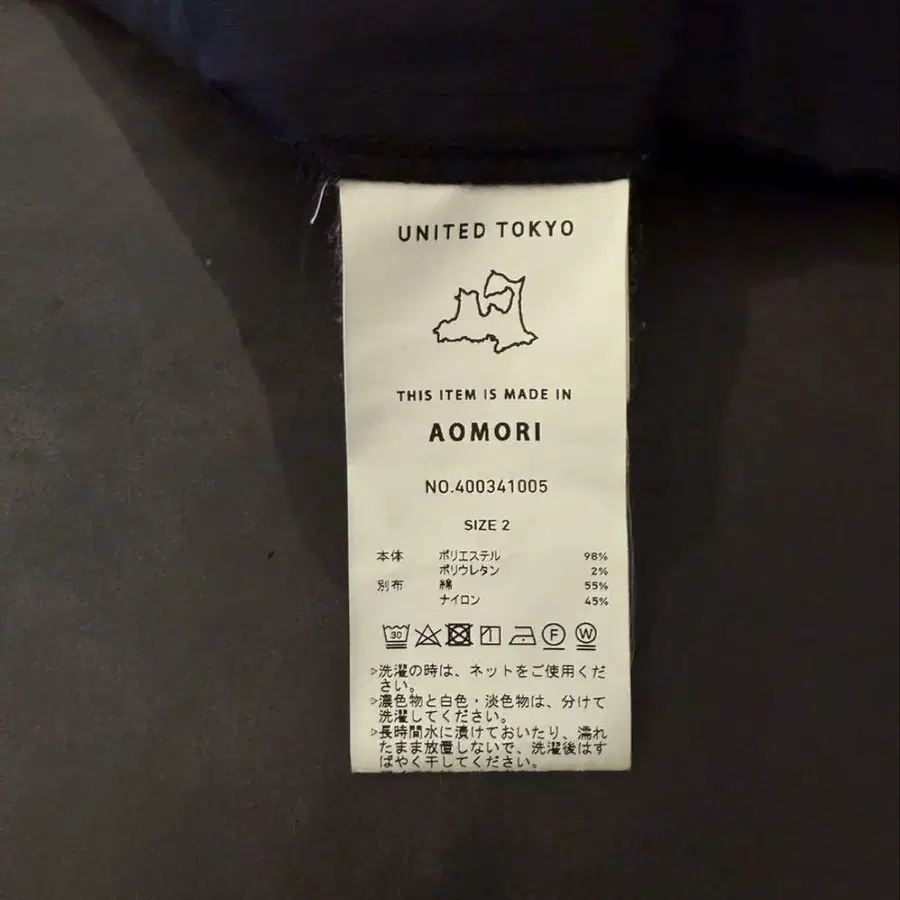 UNITED TOKYO
THIS ITEM IS MADE IN
AOMORI
NO.400341005
SIZE 2
本体 ポリエステル 98%
ポリウレタン 2%
別布 綿 55%
ナイロン 45%
30 F W
▷洗濯の時は、ネットをご使用くだ
さい。
▷濃色物と白色・淡色物は、分けて
洗濯してください。
▷長時間水に漬けておいたり、濡れ
たまま放置しないで、洗濯後はす
ばやく干してください。